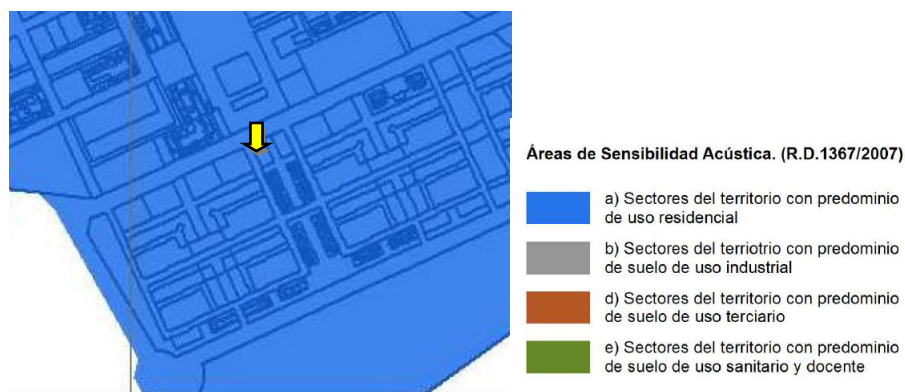 Áreas de Sensibilidad Acústica. (R.D.1367/2007)
a) Sectores del territorio con predominio
de uso residencial
b) Sectores del terriotrio con predominio
de suelo de uso industrial
d) Sectores del territorio con predominio
de suelo de uso terciario
e) Sectores del territorio con predominio
de suelo de uso sanitario y docente